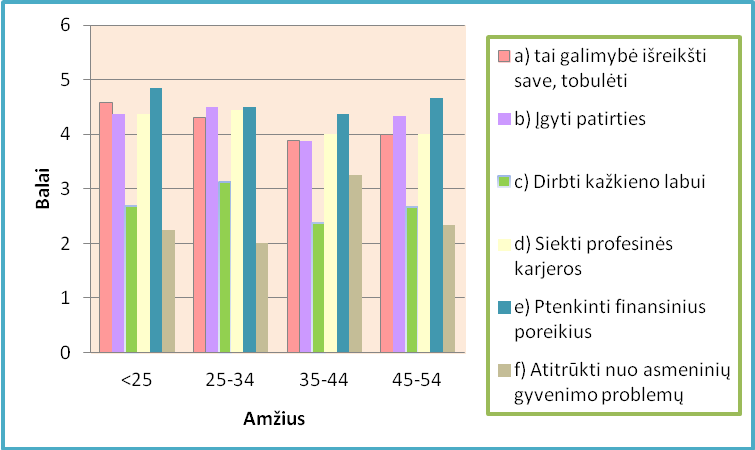 6
5
4
3
2
1
0
Balai
<25
25-34
35-44
45-54
Amžius
a) tai galimybė išreikšti
save, tobulėti
b) Įgyti patirties
c) Dirbti kažkieno labui
d) Siekti profesinės
karjeros
e) Ptenkinti finansinius
poreikius
f) Atitrūkti nuo asmeninių
gyvenimo problemų